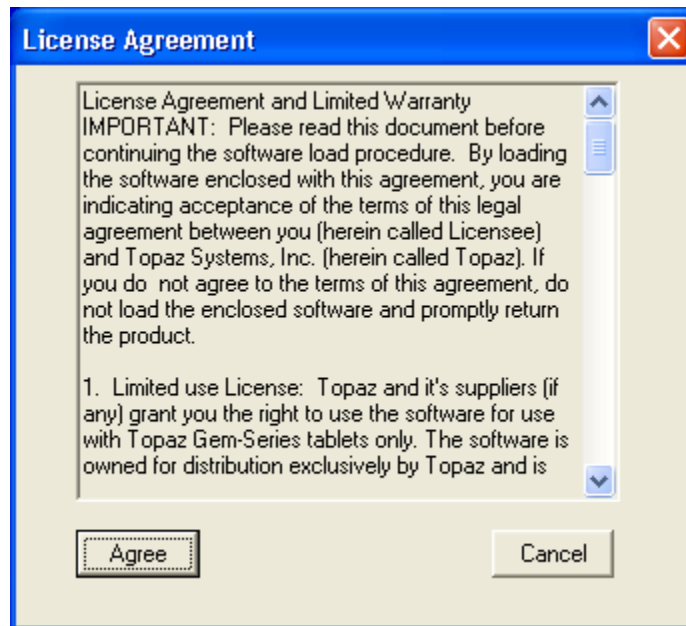 License Agreement
License Agreement and Limited Warranty
IMPORTANT:  Please read this document before
continuing the software load procedure.  By loading
the software enclosed with this agreement, you are
indicating acceptance of the terms of this legal
agreement between you (herein called Licensee)
and Topaz Systems, Inc. (herein called Topaz). If
you do  not agree to the terms of this agreement, do
not load the enclosed software and promptly return
the product.
1.  Limited use License:  Topaz and it's suppliers (if
any) grant you the right to use the software for use
with Topaz Gem-Series tablets only. The software is
owned for distribution exclusively by Topaz and is
Agree
Cancel